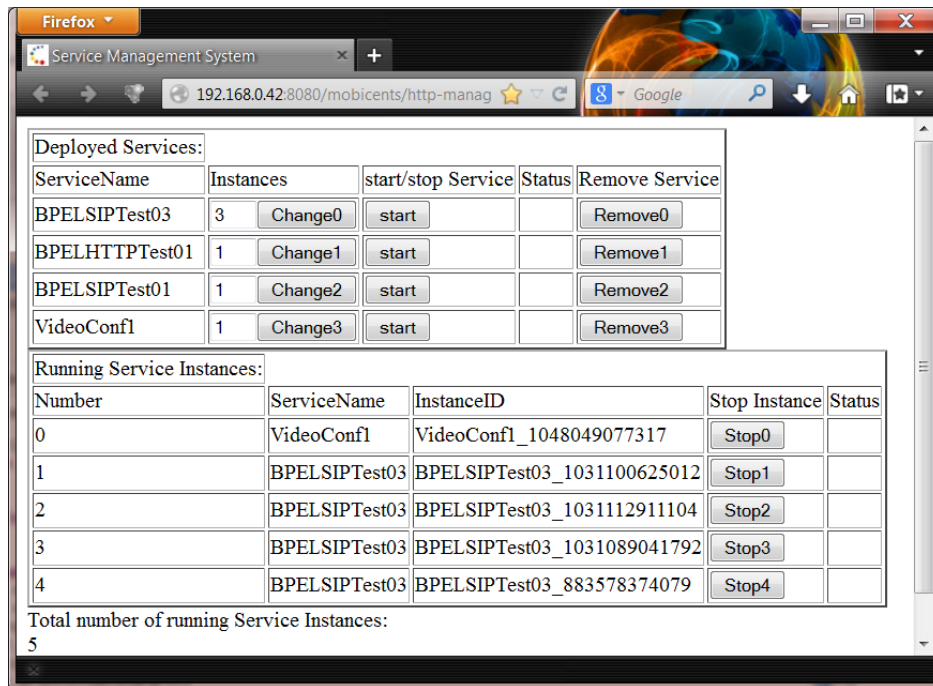 Firefox
Service Management System
192.168.0.42:8080/mobicents/http-manag
Google
Deployed Services:
ServiceName Instances start/stop Service Status Remove Service
BPELSIPTest03 3 Change0 start Remove0
BPELHTTPTest01 1 Change1 start Remove1
BPELSIPTest01 1 Change2 start Remove2
VideoConf1 1 Change3 start Remove3
Running Service Instances:
Number ServiceName InstanceID Stop Instance Status
0 VideoConf1 VideoConf1_1048049077317 Stop0
1 BPELSIPTest03 BPELSIPTest03_1031100625012 Stop1
2 BPELSIPTest03 BPELSIPTest03_1031112911104 Stop2
3 BPELSIPTest03 BPELSIPTest03_1031089041792 Stop3
4 BPELSIPTest03 BPELSIPTest03_883578374079 Stop4
Total number of running Service Instances:
5